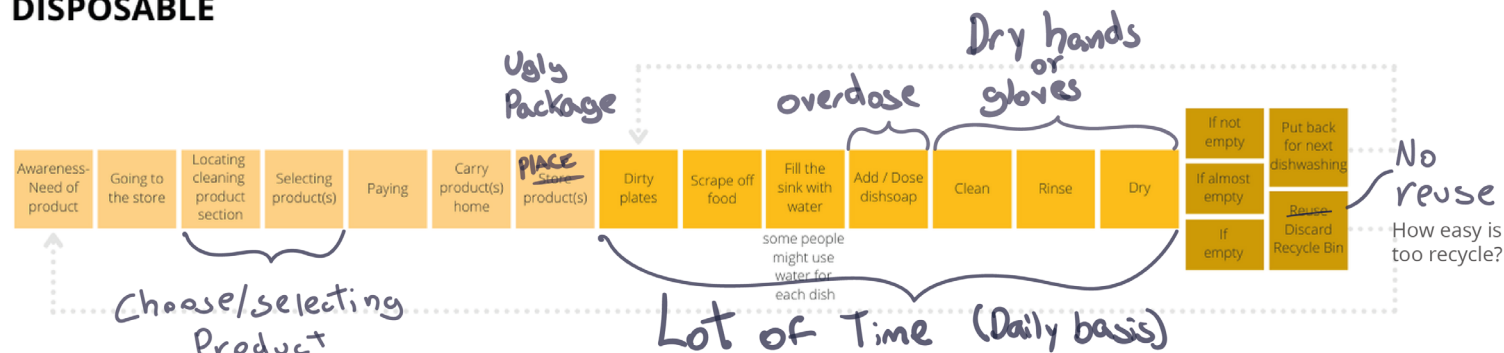 DISPOSABLE
Dry hands
or
gloves
Ugly
Package
overdose
Awareness-
Need of
product
Going to
the store
Locating
cleaning
product
section
Selecting
product(s)
Paying
Carry
product(s)
home
PLACE
Store
product(s)
Dirty
plates
Scrape off
food
Fill the
sink with
water
Add / Dose
dishsoap
Clean
Rinse
Dry
If not
empty
If almost
empty
If
empty
Put back
for next
dishwashing
Reuse
Discard
Recycle Bin
No
reuse
How easy is
too recycle?
some people
might use
water for
each dish
Choose/selecting
Product
Lot of Time (Daily basis)